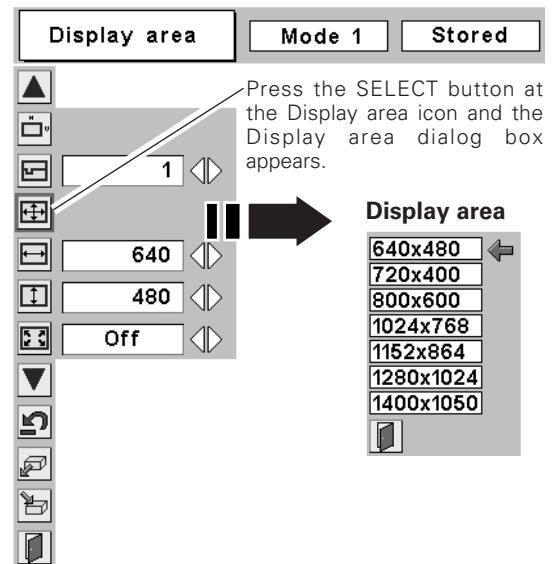 Display area
Mode 1
Stored
Press the SELECT button at
the Display area icon and the
Display area dialog box
appears.
H
V
1
640
480
Off
Display area
640x480
720x400
800x600
1024x768
1152x864
1280x1024
1400x1050